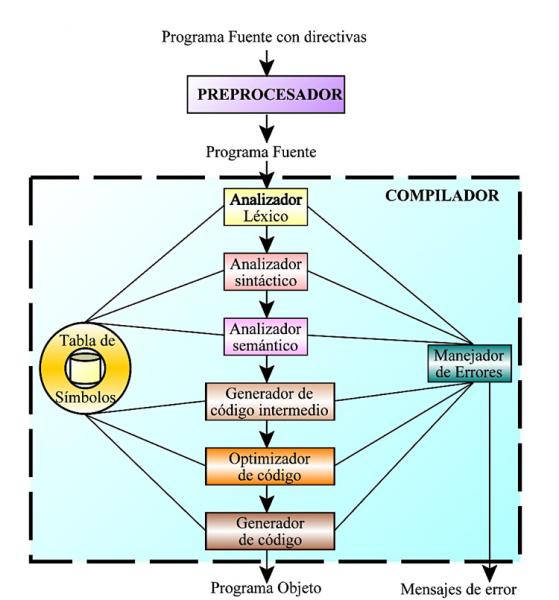 Programa Fuente con directivas
PREPROCESADOR
Programa Fuente
COMPILADOR
Analizador
Léxico
Analizador
sintáctico
Analizador
semántico
Tabla de
Símbolos
Manejador
de Errores
Generador de
código intermedio
Optimizador
de código
Generador
de código
Programa Objeto
Mensajes de error